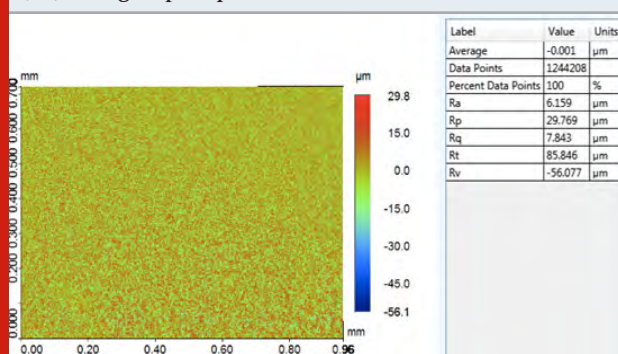 mm
0.700
0.600
0.500
0.400
0.300
0.200
0.000
0.00 0.20 0.40 0.60 0.80 0.96
mm
µm
29.8
15.0
0.0
-15.0
-30.0
-45.0
-56.1
Label Value Units
Average -0.001 µm
Data Points 1244208
Percent Data Points 100 %
Ra 6.159 µm
Rp 29.769 µm
Rq 7.843 µm
Rt 85.846 µm
Rv -56.077 µm